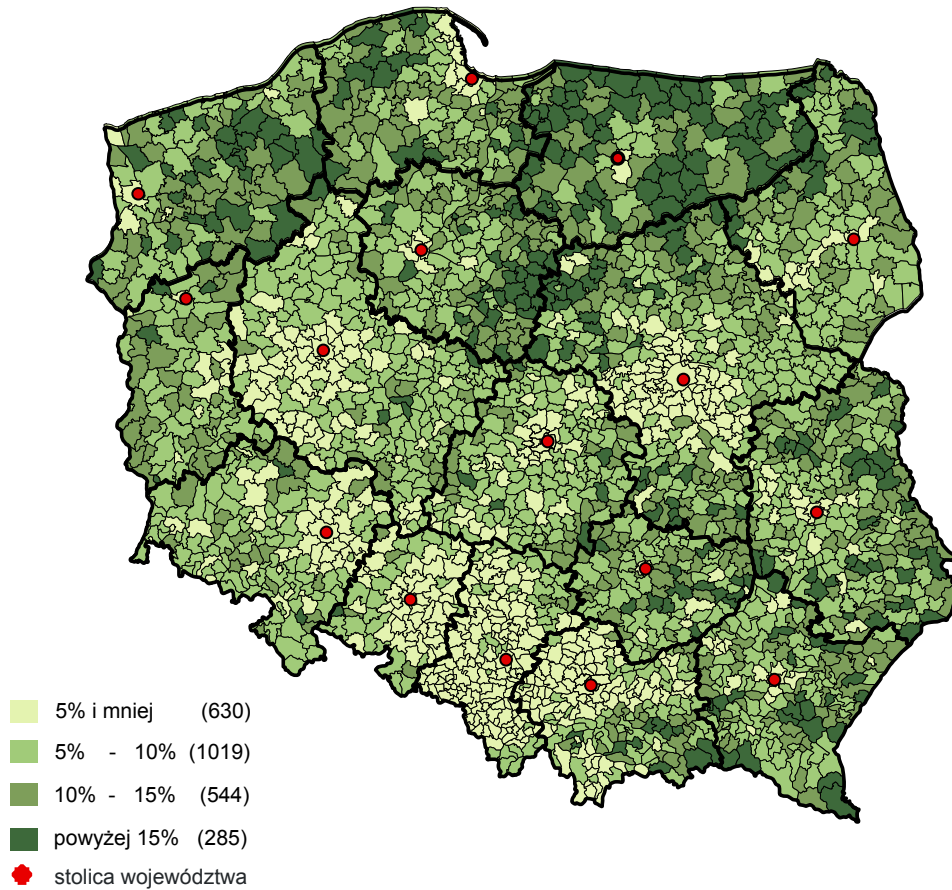 5% i mniej (630)
5% - 10% (1019)
10% - 15% (544)
powyżej 15% (285)
stolica województwa